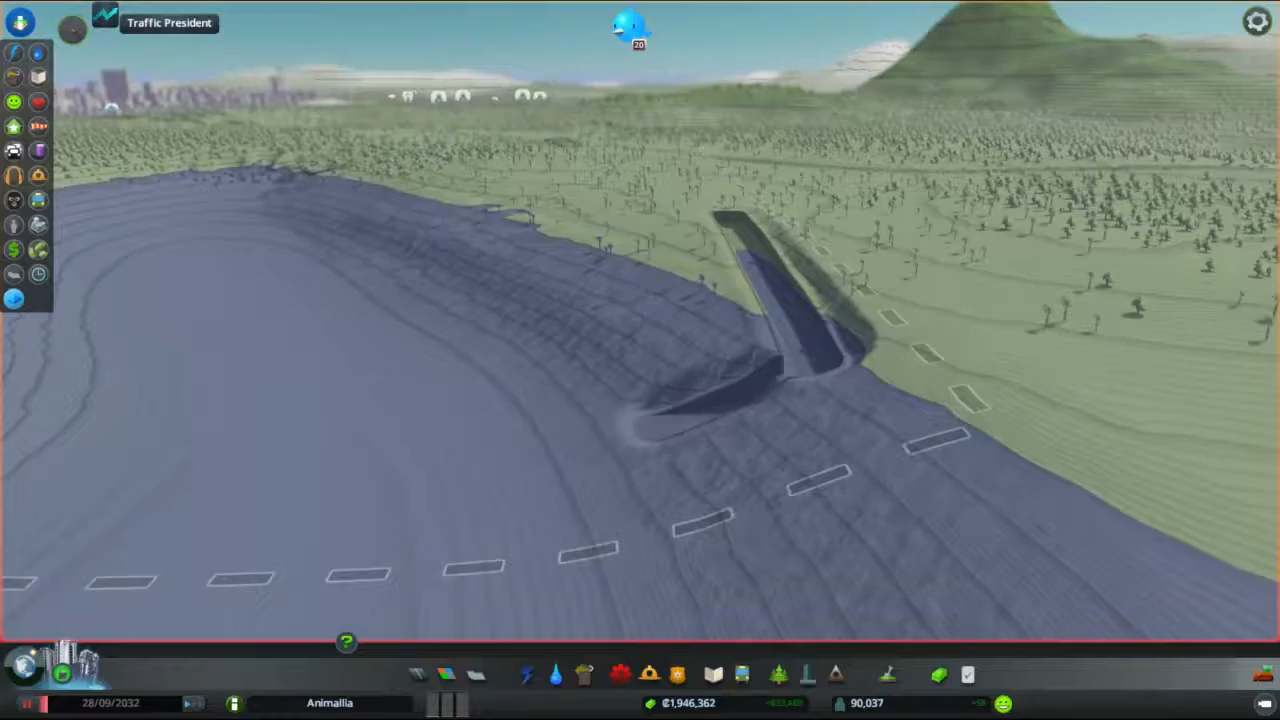 Traffic President
20
?
28/09/2032
Animallia
₡1,946,362
90,037